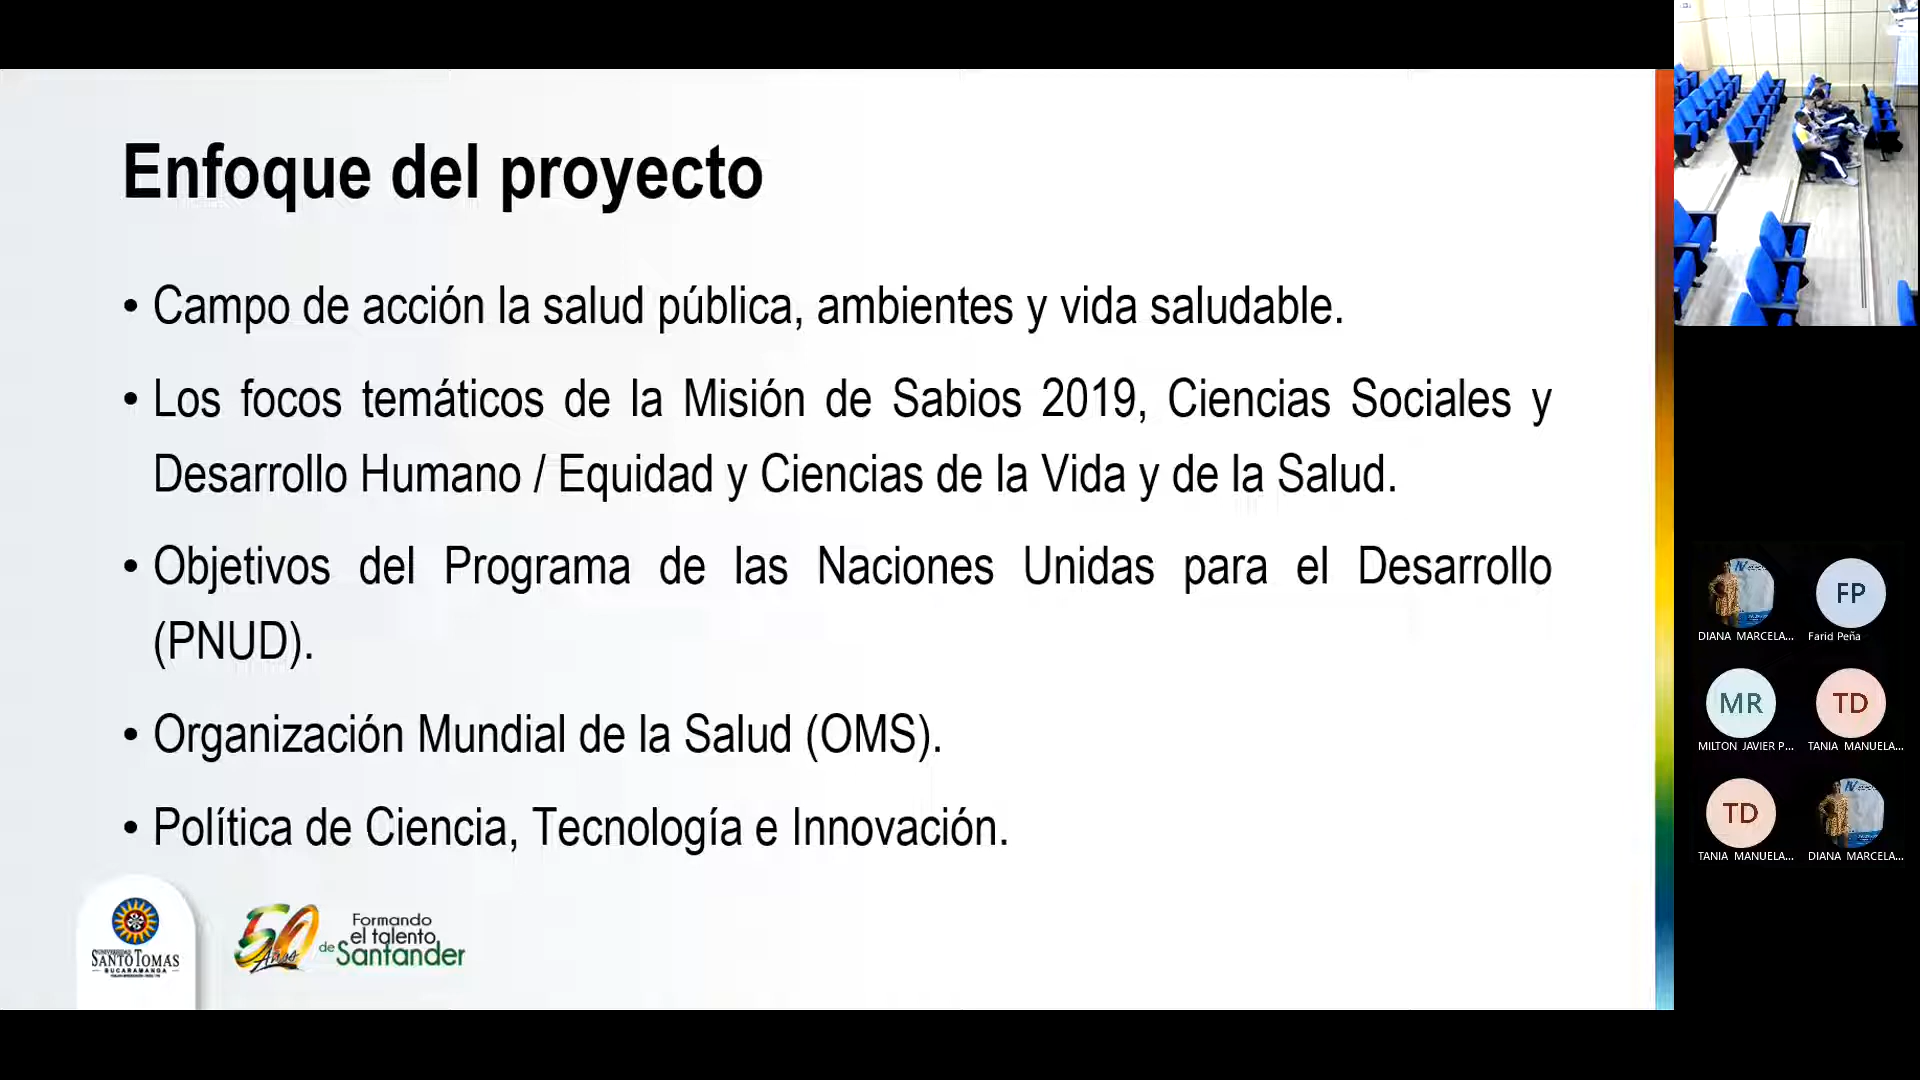 Enfoque del proyecto
• Campo de acción la salud pública, ambientes y vida saludable.
• Los focos temáticos de la Misión de Sabios 2019, Ciencias Sociales y
Desarrollo Humano / Equidad y Ciencias de la Vida y de la Salud.
• Objetivos del Programa de las Naciones Unidas para el Desarrollo
(PNUD).
• Organización Mundial de la Salud (OMS).
• Política de Ciencia, Tecnología e Innovación.
UNIVERSIDAD
SANTO TOMAS
BUCARAMANGA
50 Años
Formando
el talento
de Santander
DIANA MARCELA...
FP
Farid Peña
MR
MILTON JAVIER P...
TD
TANIA MANUELA...
TD
TANIA MANUELA...
DIANA MARCELA...